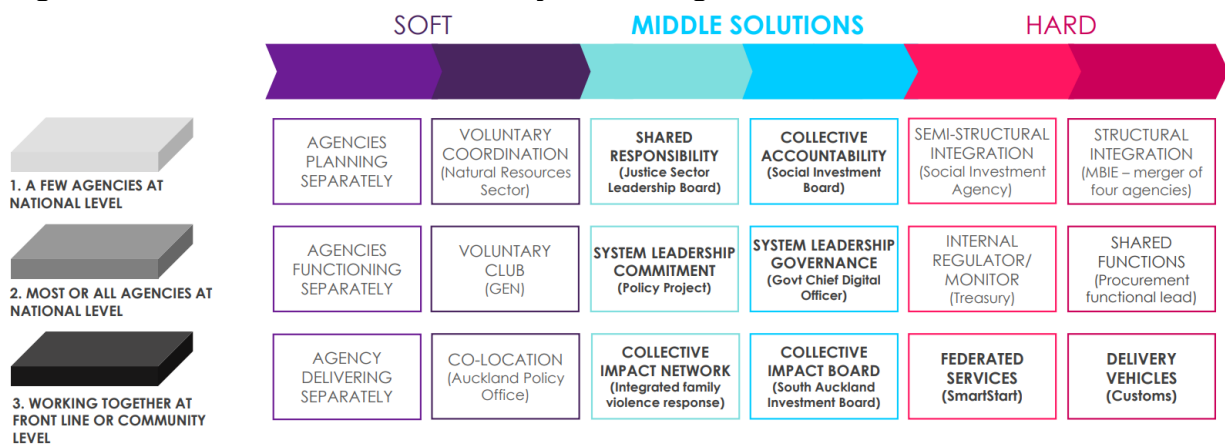 SOFT
MIDDLE SOLUTIONS
HARD
1. A FEW AGENCIES AT
NATIONAL LEVEL
AGENCIES
PLANNING
SEPARATELY
VOLUNTARY
COORDINATION
(Natural Resources
Sector)
SHARED
RESPONSIBILITY
(Justice Sector
Leadership Board)
COLLECTIVE
ACCOUNTABILITY
(Social Investment
Board)
SEMI-STRUCTURAL
INTEGRATION
(Social Investment
Agency)
STRUCTURAL
INTEGRATION
(MBIE – merger of
four agencies)
2. MOST OR ALL AGENCIES AT
NATIONAL LEVEL
AGENCIES
FUNCTIONING
SEPARATELY
VOLUNTARY
CLUB
(GEN)
SYSTEM LEADERSHIP
COMMITMENT
(Policy Project)
SYSTEM LEADERSHIP
GOVERNANCE
(Govt Chief Digital
Officer)
INTERNAL
REGULATOR/
MONITOR
(Treasury)
SHARED
FUNCTIONS
(Procurement
functional lead)
3. WORKING TOGETHER AT
FRONT LINE OR COMMUNITY
LEVEL
AGENCY
DELIVERING
SEPARATELY
CO-LOCATION
(Auckland Policy
Office)
COLLECTIVE
IMPACT NETWORK
(Integrated family
violence response)
COLLECTIVE
IMPACT BOARD
(South Auckland
Investment Board)
FEDERATED
SERVICES
(SmartStart)
DELIVERY
VEHICLES
(Customs)